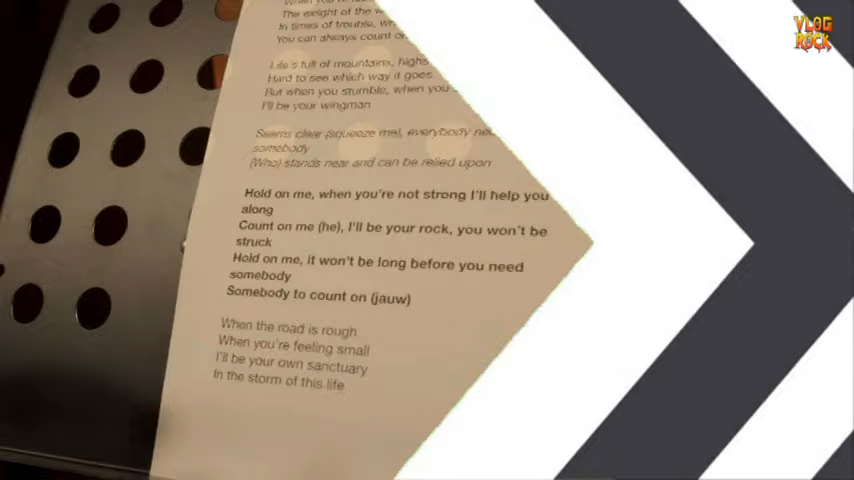 The weight of the
In times of trouble,
You can always count
Life's full of mountains, highs
Hard to see which way it goes
But when you stumble, when you
I'll be your wingman
Seems clear (squeeze me), everybody
somebody
(Who) stands near and can be relied upon
Hold on me, when you're not strong I'll help you
along
Count on me (he), I'll be your rock, you won't be
struck
Hold on me, it won't be long before you need
somebody
Somebody to count on (jauw)
When the road is rough
When you're feeling small
I'll be your own sanctuary
In the storm of this life
VLOG
ROCK